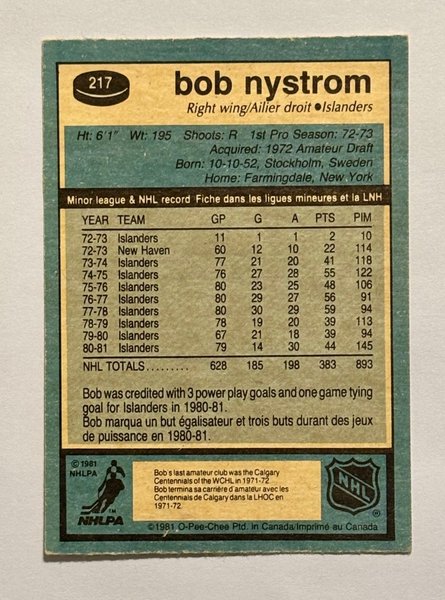 217
bob nystrom
Right wing/Ailier droit •Islanders
Ht: 6'1" Wt: 195 Shoots: R 1st Pro Season: 72-73
Acquired: 1972 Amateur Draft
Born: 10-10-52, Stockholm, Sweden
Home: Farmingdale, New York
Minor league & NHL record Fiche dans les ligues mineures et la LNH
YEAR TEAM GP G A PTS PIM
72-73 Islanders 11 1 1 2 10
72-73 New Haven 60 12 10 22 114
73-74 Islanders 77 21 20 41 118
74-75 Islanders 76 27 28 55 122
75-76 Islanders 80 23 25 48 106
76-77 Islanders 80 29 27 56 91
77-78 Islanders 80 30 29 59 94
78-79 Islanders 78 19 20 39 113
79-80 Islanders 67 21 18 39 94
80-81 Islanders 79 14 30 44 145
NHL TOTALS..... 628 185 198 383 893
Bob was credited with 3 power play goals and one game tying
goal for Islanders in 1980-81.
Bob marqua un but égalisateur et trois buts durant des jeux
de puissance en 1980-81.
© 1981
NHLPA
NHLPA
TM
Bob's last amateur club was the Calgary
Centennials of the WCHL in 1971-72
Bob termina sa carrière d'amateur avec les
Centennials de Calgary dans la LHOC en
1971-72.
NHL
©1981 O-Pee-Chee Ptd. in Canada/Imprimé au Canada